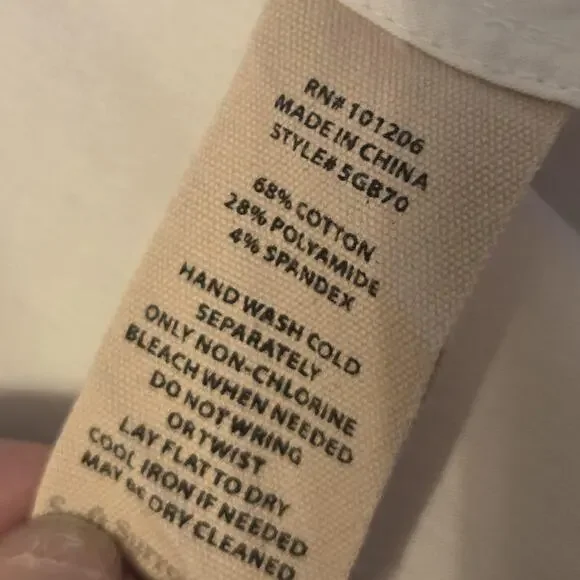 RN# 101206
MADE IN CHINA
STYLE# 5GB70
68% COTTON
28% POLYAMIDE
4% SPANDEX
HAND WASH COLD
SEPARATELY
ONLY NON-CHLORINE
BLEACH WHEN NEEDED
DO NOT WRING
OR TWIST
LAY FLAT TO DRY
COOL IRON IF NEEDED
MAY BE DRY CLEANED